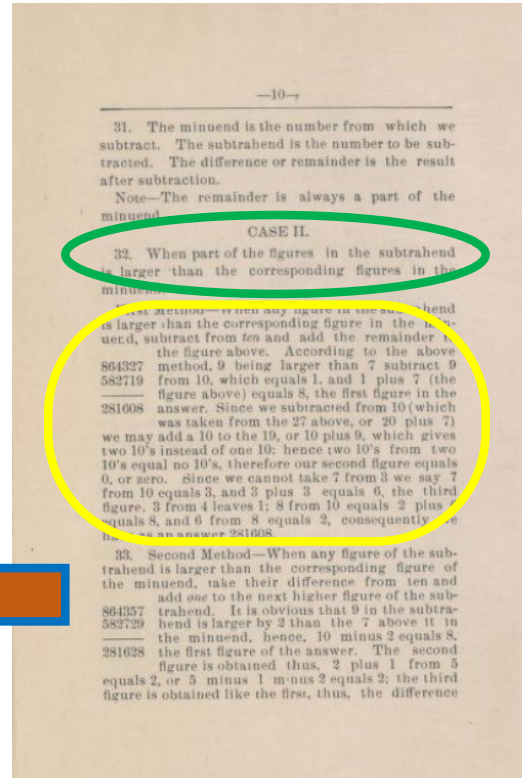 —10—
31. The minuend is the number from which we
subtract. The subtrahend is the number to be sub-
tracted. The difference or remainder is the result
after subtraction.
Note—The remainder is always a part of the
minuend.
CASE II.
32. When part of the figures in the subtrahend
is larger than the corresponding figures in the
minuend.
First Method—When any figure in the subtrahend
is larger than the corresponding figure in the min-
uend, subtract from ten and add the remainder to
the figure above. According to the above
864327 method, 9 being larger than 7 subtract 9
582719 from 10, which equals 1, and 1 plus 7 (the
—— figure above) equals 8, the first figure in the
281608 answer. Since we subtracted from 10 (which
was taken from the 27 above, or 20 plus 7)
we may add a 10 to the 19, or 10 plus 9, which gives
two 10's instead of one 10; hence two 10's from two
10's equal no 10's, therefore our second figure equals
0, or zero. Since we cannot take 7 from 3 we say 7
from 10 equals 3, and 3 plus 3 equals 6, the third
figure. 3 from 4 leaves 1; 8 from 10 equals 2 plus 6
equals 8, and 6 from 8 equals 2, consequently we
have as an answer 281608.
33. Second Method—When any figure of the sub-
trahend is larger than the corresponding figure of
the minuend, take their difference from ten and
add one to the next higher figure of the sub-
864357 trahend. It is obvious that 9 in the subtra-
582729 hend is larger by 2 than the 7 above it in
—— the minuend, hence, 10 minus 2 equals 8,
281628 the first figure of the answer. The second
figure is obtained thus, 2 plus 1 from 5
equals 2, or 5 minus 1 m·nus 2 equals 2; the third
figure is obtained like the first, thus, the difference